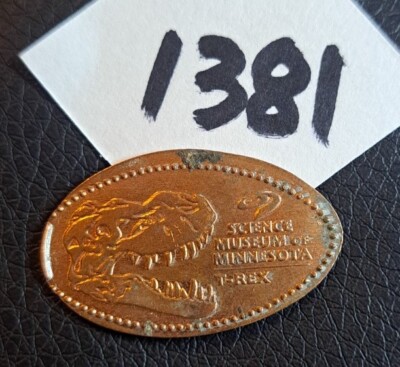 1381
SCIENCE
MUSEUM OF
MINNESOTA
T-REX